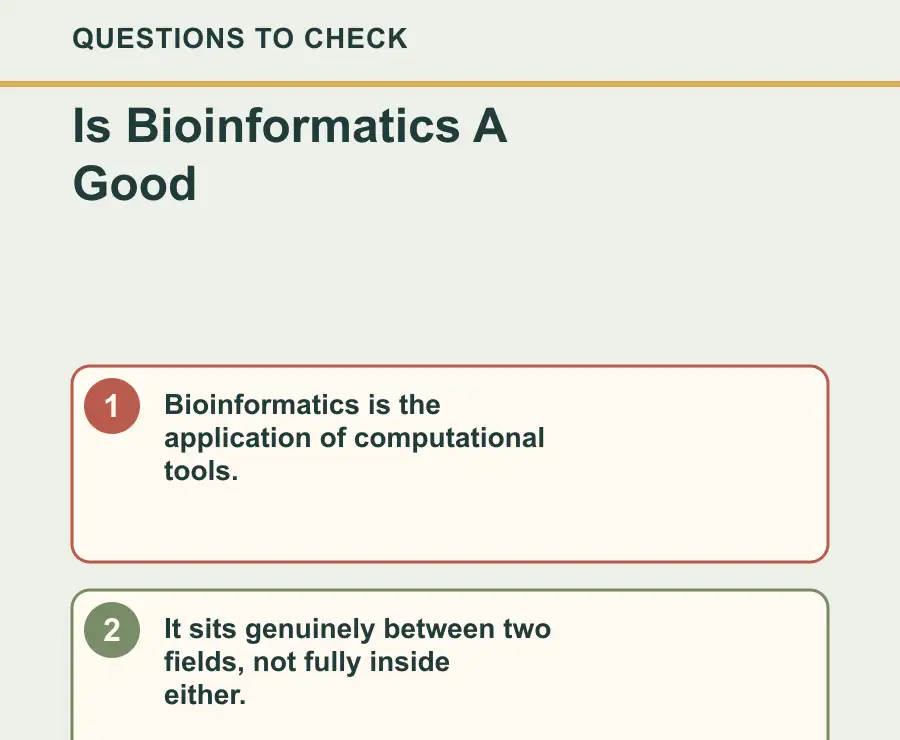 QUESTIONS TO CHECK
Is Bioinformatics A
Good
1
Bioinformatics is the
application of computational
tools.
2
It sits genuinely between two
fields, not fully inside
either.